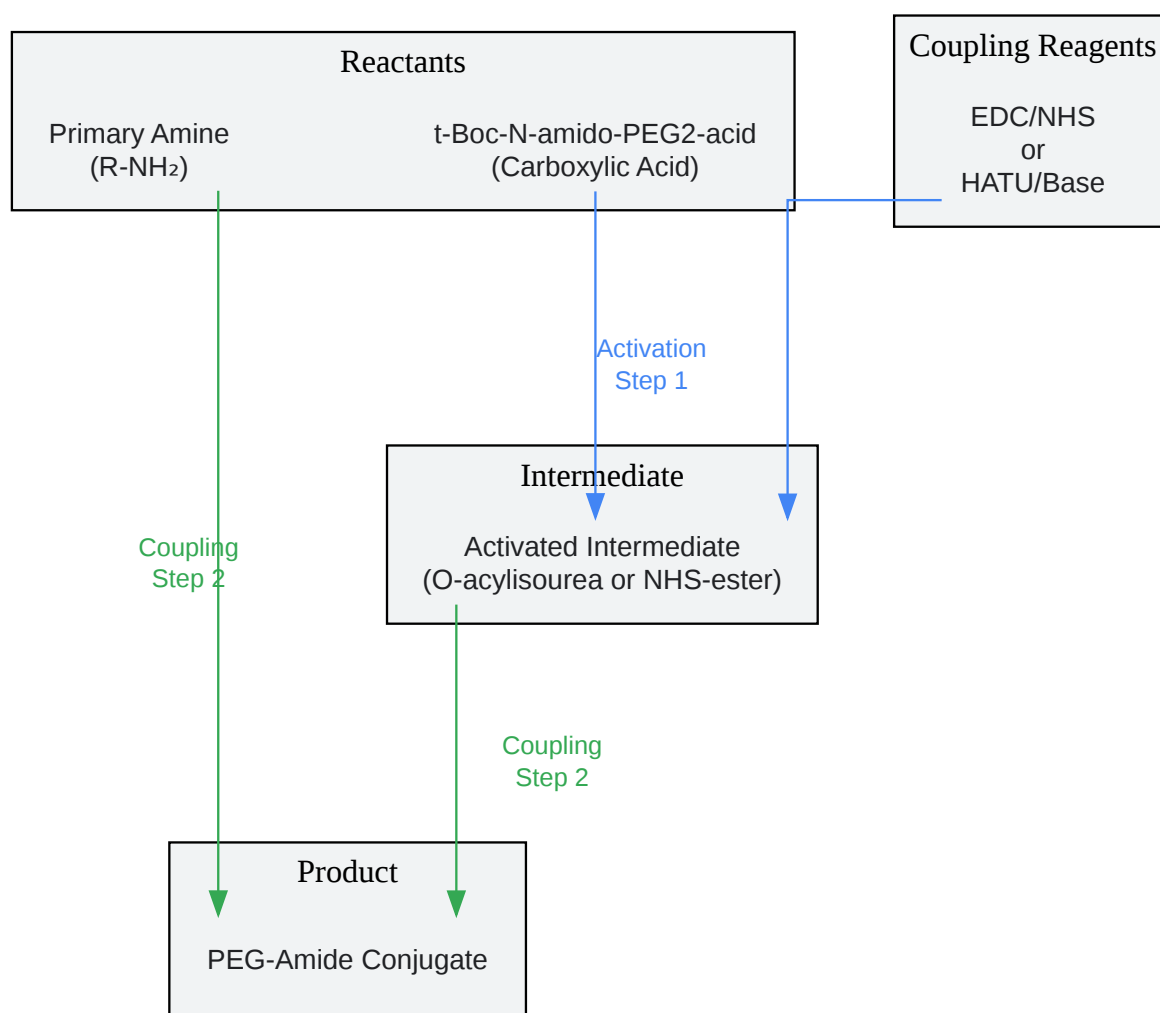 Reactants
Primary Amine
(R-NH₂)
t-Boc-N-amido-PEG2-acid
(Carboxylic Acid)
Coupling Reagents
EDC/NHS
or
HATU/Base
Activation
Step 1
Intermediate
Activated Intermediate
(O-acylisourea or NHS-ester)
Coupling
Step 2
Coupling
Step 2
Product
PEG-Amide Conjugate